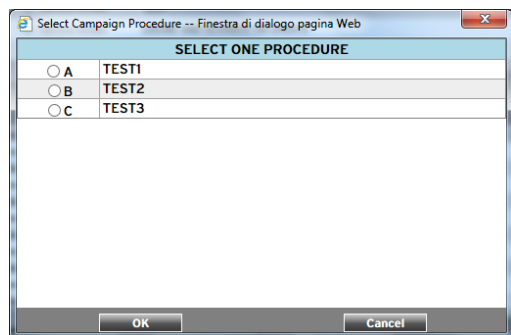 Select Campaign Procedure -- Finestra di dialogo pagina Web
SELECT ONE PROCEDURE
A TEST1
B TEST2
C TEST3
OK Cancel